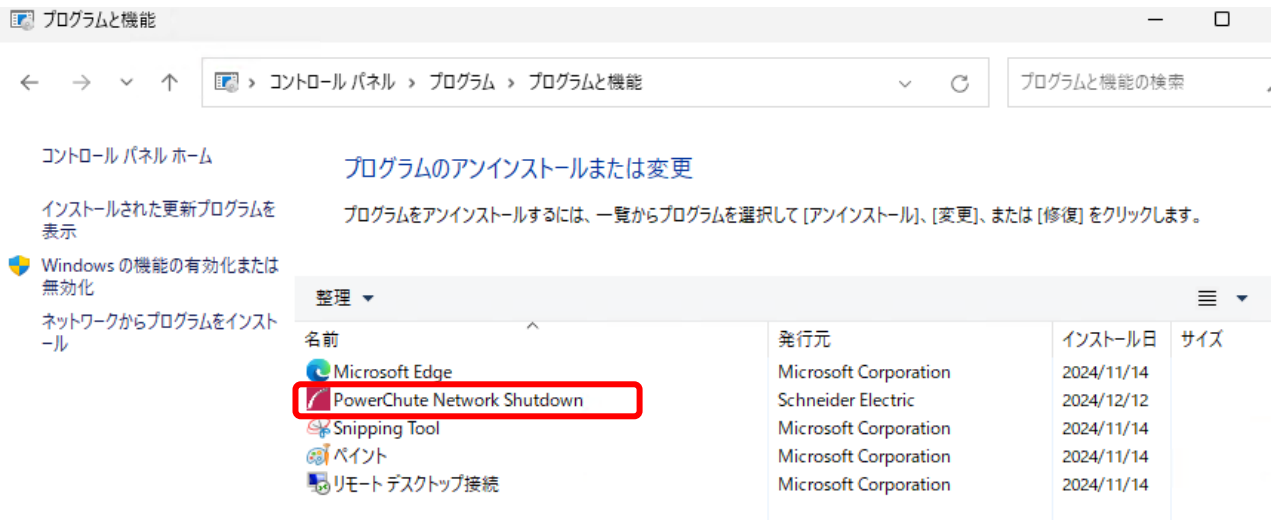 プログラムと機能
コントロール パネル › プログラム › プログラムと機能
プログラムと機能の検索
コントロール パネル ホーム
インストールされた更新プログラムを
表示
Windows の機能の有効化または
無効化
ネットワークからプログラムをインスト
ール
プログラムのアンインストールまたは変更
プログラムをアンインストールするには、一覧からプログラムを選択して [アンインストール]、[変更]、または [修復] をクリックします。
整理
名前 発行元 インストール日 サイズ
Microsoft Edge Microsoft Corporation 2024/11/14
PowerChute Network Shutdown Schneider Electric 2024/12/12
Snipping Tool Microsoft Corporation 2024/11/14
ペイント Microsoft Corporation 2024/11/14
リモート デスクトップ接続 Microsoft Corporation 2024/11/14